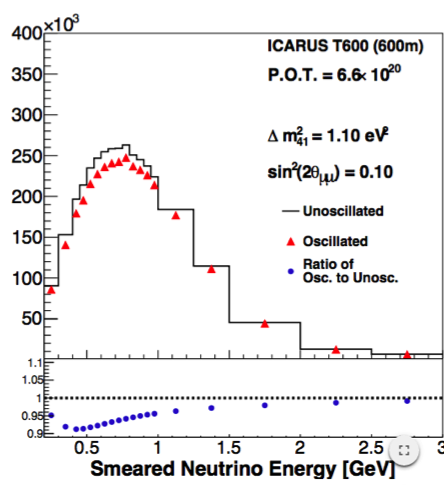 400×10³
ICARUS T600 (600m)
P.O.T. = 6.6×10²⁰
350
300
Δ m²₄₁ = 1.10 eV²
sin²(2θμμ) = 0.10
250
Unoscillated
200
Oscillated
150
Ratio of
Osc. to Unosc.
100
50
0
1.1
1.05
1
0.95
0.9
0.5 1 1.5 2 2.5 3
Smeared Neutrino Energy [GeV]